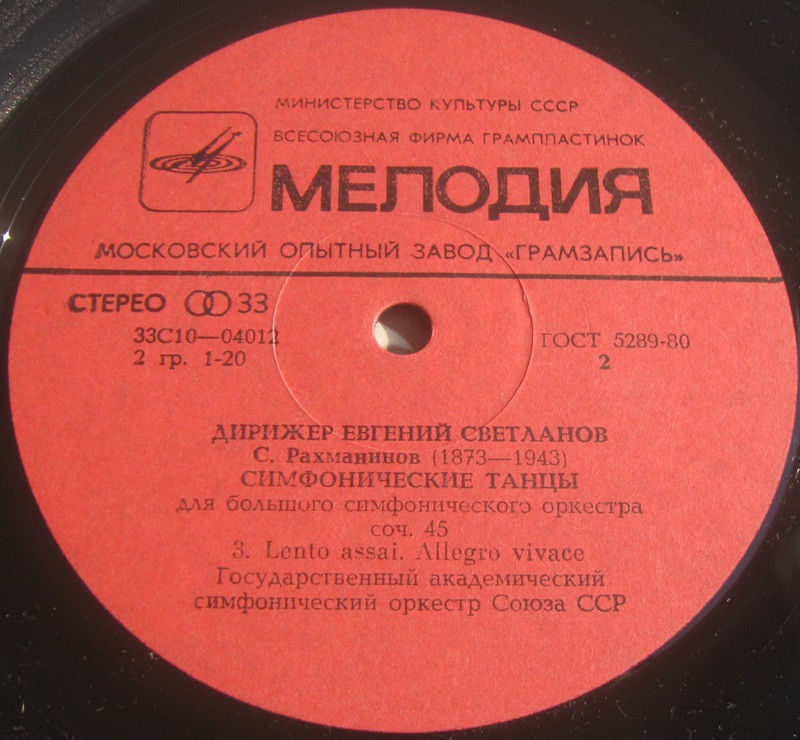 МИНИСТЕРСТВО КУЛЬТУРЫ СССР
ВСЕСОЮЗНАЯ ФИРМА ГРАМПЛАСТИНОК
МЕЛОДИЯ
МОСКОВСКИЙ ОПЫТНЫЙ ЗАВОД «ГРАМЗАПИСЬ»
СТЕРЕО 33
33С10—04012
2 гр. 1-20
ГОСТ 5289-80
2
ДИРИЖЕР ЕВГЕНИЙ СВЕТЛАНОВ
С. Рахманинов (1873—1943)
СИМФОНИЧЕСКИЕ ТАНЦЫ
для большого симфонического оркестра
соч. 45
3. Lento assai. Allegro vivace
Государственный академический
симфонический оркестр Союза ССР